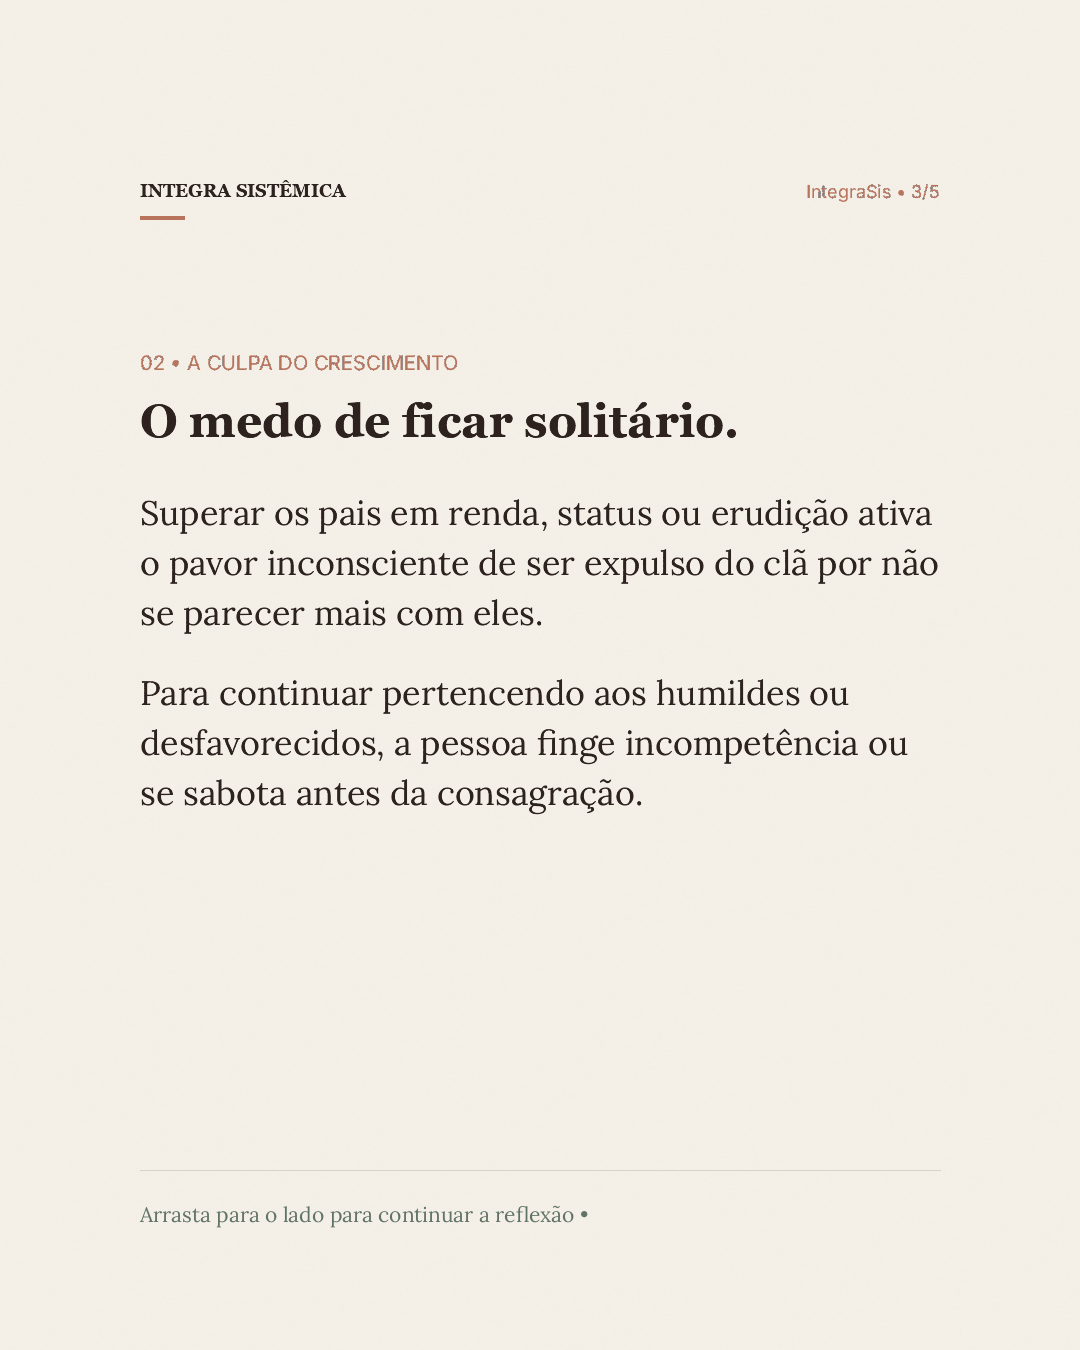 INTEGRA SISTÊMICA
IntegraSis • 3/5
02 • A CULPA DO CRESCIMENTO
O medo de ficar solitário.
Superar os pais em renda, status ou erudição ativa
o pavor inconsciente de ser expulso do clã por não
se parecer mais com eles.
Para continuar pertencendo aos humildes ou
desfavorecidos, a pessoa finge incompetência ou
se sabota antes da consagração.
Arrasta para o lado para continuar a reflexão •